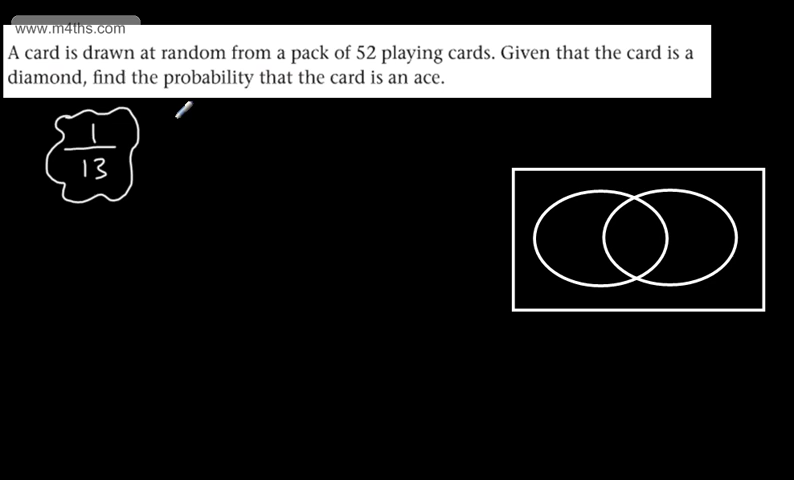 www.m4ths.com
A card is drawn at random from a pack of 52 playing cards. Given that the card is a
diamond, find the probability that the card is an ace.
1
13